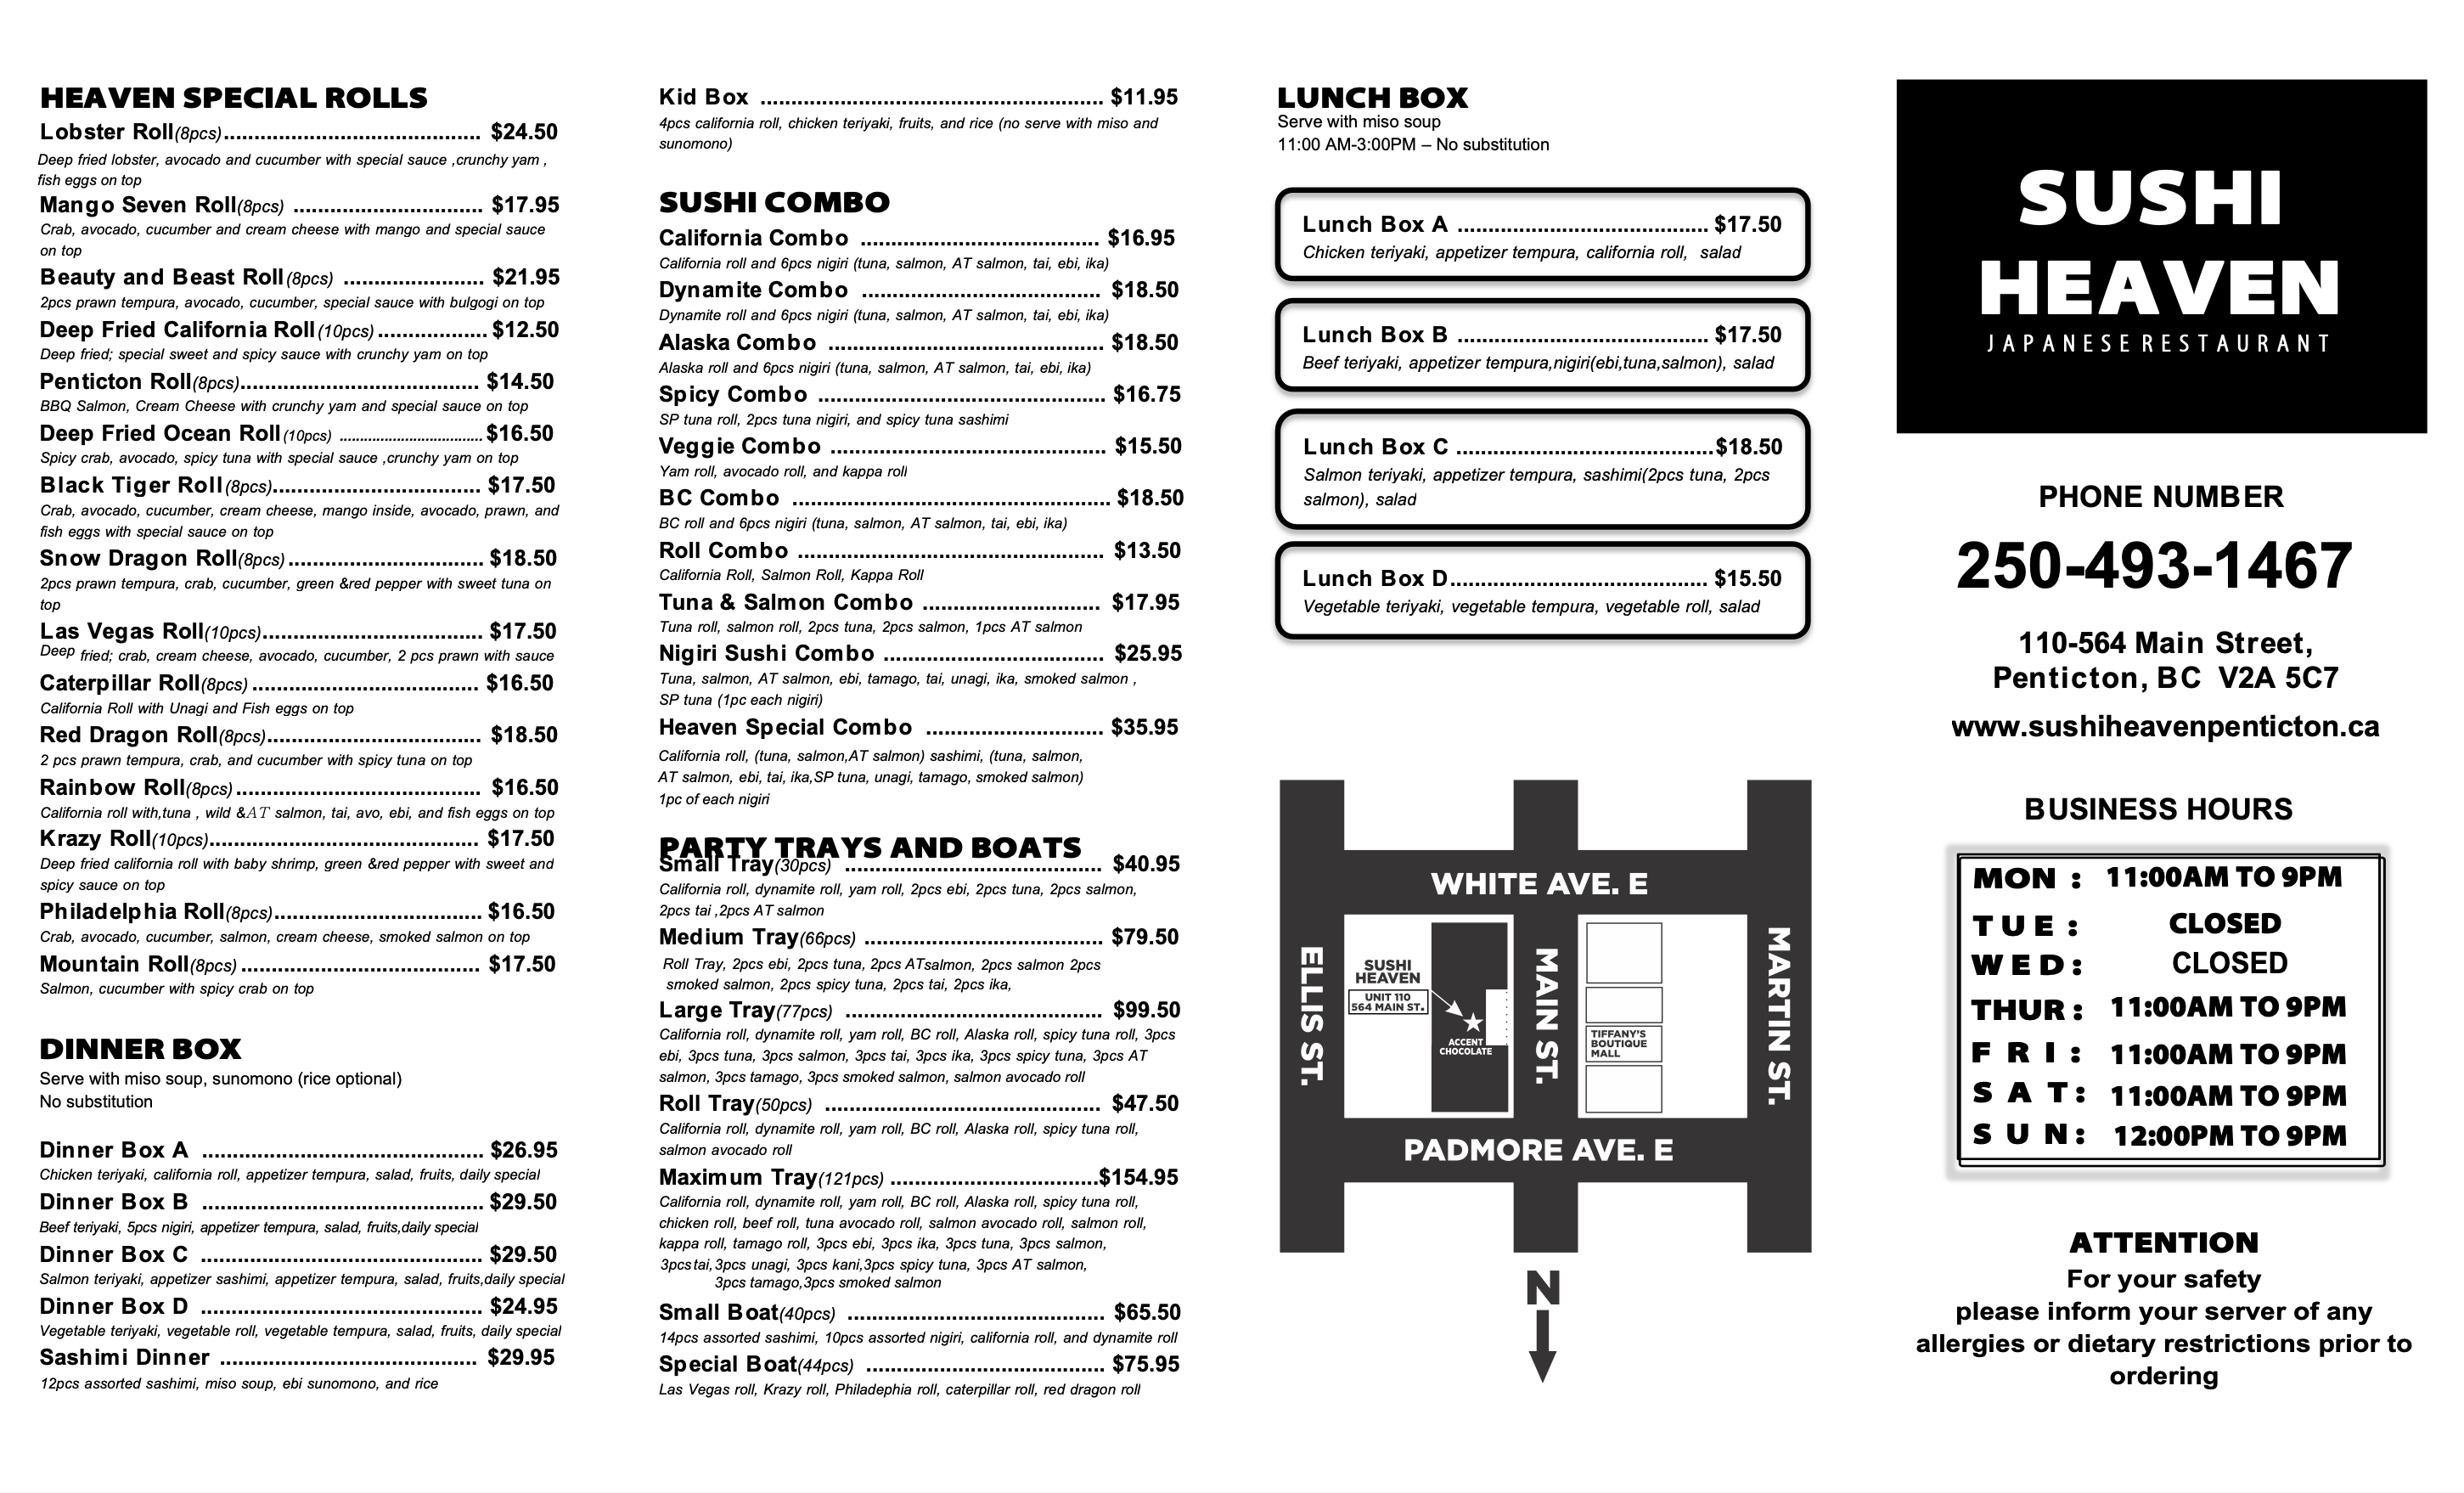 HEAVEN SPECIAL ROLLS
Lobster Roll(8pcs).......................................... $24.50
Deep fried lobster, avocado and cucumber with special sauce ,crunchy yam ,
fish eggs on top
Mango Seven Roll(8pcs) ............................... $17.95
Crab, avocado, cucumber and cream cheese with mango and special sauce
on top
Beauty and Beast Roll(8pcs) ....................... $21.95
2pcs prawn tempura, avocado, cucumber, special sauce with bulgogi on top
Deep Fried California Roll(10pcs).................. $12.50
Deep fried; special sweet and spicy sauce with crunchy yam on top
Penticton Roll(8pcs)....................................... $14.50
BBQ Salmon, Cream Cheese with crunchy yam and special sauce on top
Deep Fried Ocean Roll(10pcs) ................................... $16.50
Spicy crab, avocado, spicy tuna with special sauce ,crunchy yam on top
Black Tiger Roll(8pcs).................................. $17.50
Crab, avocado, cucumber, cream cheese, mango inside, avocado, prawn, and
fish eggs with special sauce on top
Snow Dragon Roll(8pcs)................................ $18.50
2pcs prawn tempura, crab, cucumber, green &red pepper with sweet tuna on
top
Las Vegas Roll(10pcs).................................... $17.50
Deep fried; crab, cream cheese, avocado, cucumber, 2 pcs prawn with sauce
Caterpillar Roll(8pcs)..................................... $16.50
California Roll with Unagi and Fish eggs on top
Red Dragon Roll(8pcs)................................... $18.50
2 pcs prawn tempura, crab, and cucumber with spicy tuna on top
Rainbow Roll(8pcs)........................................ $16.50
California roll with,tuna , wild &AT salmon, tai, avo, ebi, and fish eggs on top
Krazy Roll(10pcs)............................................ $17.50
Deep fried california roll with baby shrimp, green &red pepper with sweet and
spicy sauce on top
Philadelphia Roll(8pcs).................................. $16.50
Crab, avocado, cucumber, salmon, cream cheese, smoked salmon on top
Mountain Roll(8pcs)....................................... $17.50
Salmon, cucumber with spicy crab on top
DINNER BOX
Serve with miso soup, sunomono (rice optional)
No substitution
Dinner Box A .............................................. $26.95
Chicken teriyaki, california roll, appetizer tempura, salad, fruits, daily special
Dinner Box B .............................................. $29.50
Beef teriyaki, 5pcs nigiri, appetizer tempura, salad, fruits,daily special
Dinner Box C .............................................. $29.50
Salmon teriyaki, appetizer sashimi, appetizer tempura, salad, fruits,daily special
Dinner Box D .............................................. $24.95
Vegetable teriyaki, vegetable roll, vegetable tempura, salad, fruits, daily special
Sashimi Dinner .......................................... $29.95
12pcs assorted sashimi, miso soup, ebi sunomono, and rice
Kid Box ........................................................ $11.95
4pcs california roll, chicken teriyaki, fruits, and rice (no serve with miso and
sunomono)
SUSHI COMBO
California Combo ....................................... $16.95
California roll and 6pcs nigiri (tuna, salmon, AT salmon, tai, ebi, ika)
Dynamite Combo ....................................... $18.50
Dynamite roll and 6pcs nigiri (tuna, salmon, AT salmon, tai, ebi, ika)
Alaska Combo ............................................. $18.50
Alaska roll and 6pcs nigiri (tuna, salmon, AT salmon, tai, ebi, ika)
Spicy Combo ............................................... $16.75
SP tuna roll, 2pcs tuna nigiri, and spicy tuna sashimi
Veggie Combo ............................................. $15.50
Yam roll, avocado roll, and kappa roll
BC Combo .................................................... $18.50
BC roll and 6pcs nigiri (tuna, salmon, AT salmon, tai, ebi, ika)
Roll Combo .................................................. $13.50
California Roll, Salmon Roll, Kappa Roll
Tuna & Salmon Combo ............................. $17.95
Tuna roll, salmon roll, 2pcs tuna, 2pcs salmon, 1pcs AT salmon
Nigiri Sushi Combo .................................... $25.95
Tuna, salmon, AT salmon, ebi, tamago, tai, unagi, ika, smoked salmon ,
SP tuna (1pc each nigiri)
Heaven Special Combo ............................. $35.95
California roll, (tuna, salmon,AT salmon) sashimi, (tuna, salmon,
AT salmon, ebi, tai, ika,SP tuna, unagi, tamago, smoked salmon)
1pc of each nigiri
PARTY TRAYS AND BOATS
Small Tray(30pcs) .......................................... $40.95
California roll, dynamite roll, yam roll, 2pcs ebi, 2pcs tuna, 2pcs salmon,
2pcs tai ,2pcs AT salmon
Medium Tray(66pcs) ....................................... $79.50
Roll Tray, 2pcs ebi, 2pcs tuna, 2pcs ATsalmon, 2pcs salmon 2pcs
smoked salmon, 2pcs spicy tuna, 2pcs tai, 2pcs ika,
Large Tray(77pcs) .......................................... $99.50
California roll, dynamite roll, yam roll, BC roll, Alaska roll, spicy tuna roll, 3pcs
ebi, 3pcs tuna, 3pcs salmon, 3pcs tai, 3pcs ika, 3pcs spicy tuna, 3pcs AT
salmon, 3pcs tamago, 3pcs smoked salmon, salmon avocado roll
Roll Tray(50pcs) ............................................. $47.50
California roll, dynamite roll, yam roll, BC roll, Alaska roll, spicy tuna roll,
salmon avocado roll
Maximum Tray(121pcs) ..................................$154.95
California roll, dynamite roll, yam roll, BC roll, Alaska roll, spicy tuna roll,
chicken roll, beef roll, tuna avocado roll, salmon avocado roll, salmon roll,
kappa roll, tamago roll, 3pcs ebi, 3pcs ika, 3pcs tuna, 3pcs salmon,
3pcstai,3pcs unagi, 3pcs kani,3pcs spicy tuna, 3pcs AT salmon,
3pcs tamago,3pcs smoked salmon
Small Boat(40pcs) .......................................... $65.50
14pcs assorted sashimi, 10pcs assorted nigiri, california roll, and dynamite roll
Special Boat(44pcs) ....................................... $75.95
Las Vegas roll, Krazy roll, Philadephia roll, caterpillar roll, red dragon roll
LUNCH BOX
Serve with miso soup
11:00 AM-3:00PM – No substitution
Lunch Box A ......................................... $17.50
Chicken teriyaki, appetizer tempura, california roll, salad
Lunch Box B ......................................... $17.50
Beef teriyaki, appetizer tempura,nigiri(ebi,tuna,salmon), salad
Lunch Box C ..........................................$18.50
Salmon teriyaki, appetizer tempura, sashimi(2pcs tuna, 2pcs
salmon), salad
Lunch Box D.......................................... $15.50
Vegetable teriyaki, vegetable tempura, vegetable roll, salad
WHITE AVE. E
ELLIS ST.
SUSHI
HEAVEN
UNIT 110
564 MAIN ST.
ACCENT
CHOCOLATE
MAIN ST.
TIFFANY'S
BOUTIQUE
MALL
MARTIN ST.
PADMORE AVE. E
N
SUSHI
HEAVEN
JAPANESE RESTAURANT
PHONE NUMBER
250-493-1467
110-564 Main Street,
Penticton, BC V2A 5C7
www.sushiheavenpenticton.ca
BUSINESS HOURS
MON : 11:00AM TO 9PM
TUE : CLOSED
WED : CLOSED
THUR : 11:00AM TO 9PM
FRI : 11:00AM TO 9PM
SAT : 11:00AM TO 9PM
SUN : 12:00PM TO 9PM
ATTENTION
For your safety
please inform your server of any
allergies or dietary restrictions prior to
ordering